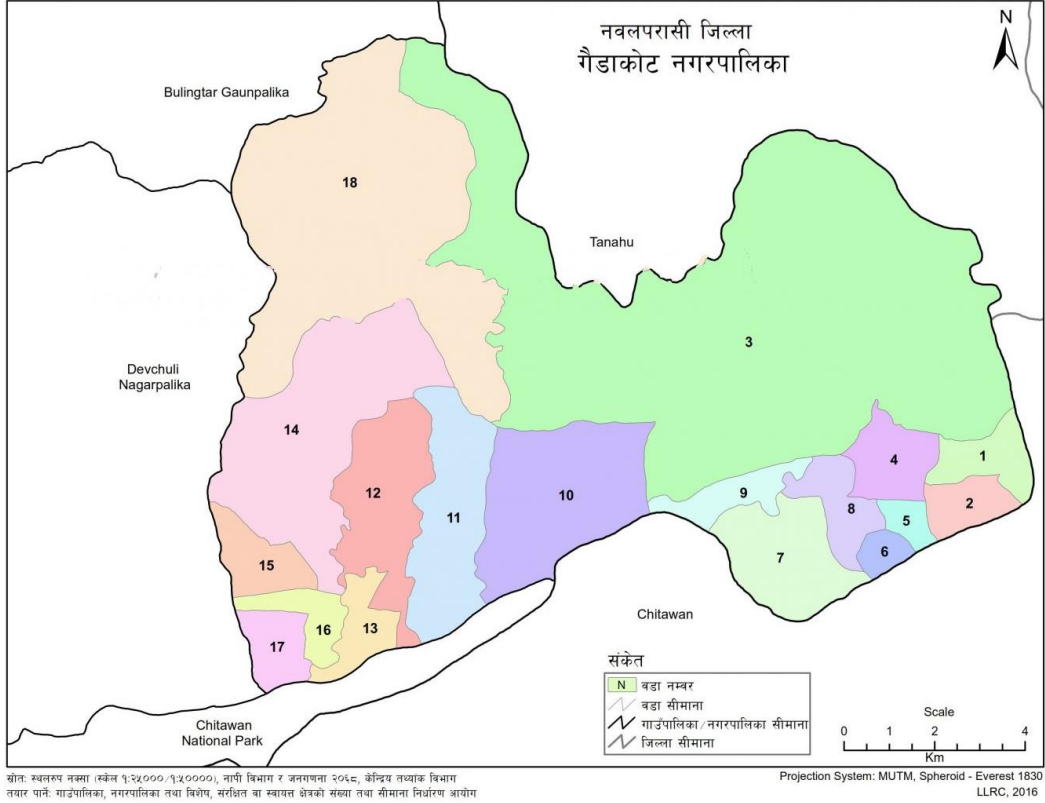 नवलपरासी जिल्ला
गैंडाकोट नगरपालिका
N
Bulingtar Gaunpalika
18
Tanahu
3
Devchuli
Nagarpalika
14
4
1
12
9
2
11
10
8
5
6
7
15
16
13
17
Chitawan
Chitawan
National Park
संकेत
N वडा नम्वर
वडा सीमाना
गाउँपालिका/नगरपालिका सीमाना
जिल्ला सीमाना
Scale
0 1 2 4
Km
स्रोतः स्थलरुप नक्सा (स्केल १:२५०००/१:५००००), नापी विभाग र जनगणना २०६८, केन्द्रिय तथ्यांक विभाग
तयार पार्नेः गाउँपालिका, नगरपालिका तथा विशेष, संरक्षित वा स्वायत्त क्षेत्रको संख्या तथा सीमाना निर्धारण आयोग
Projection System: MUTM, Spheroid - Everest 1830
LLRC, 2016